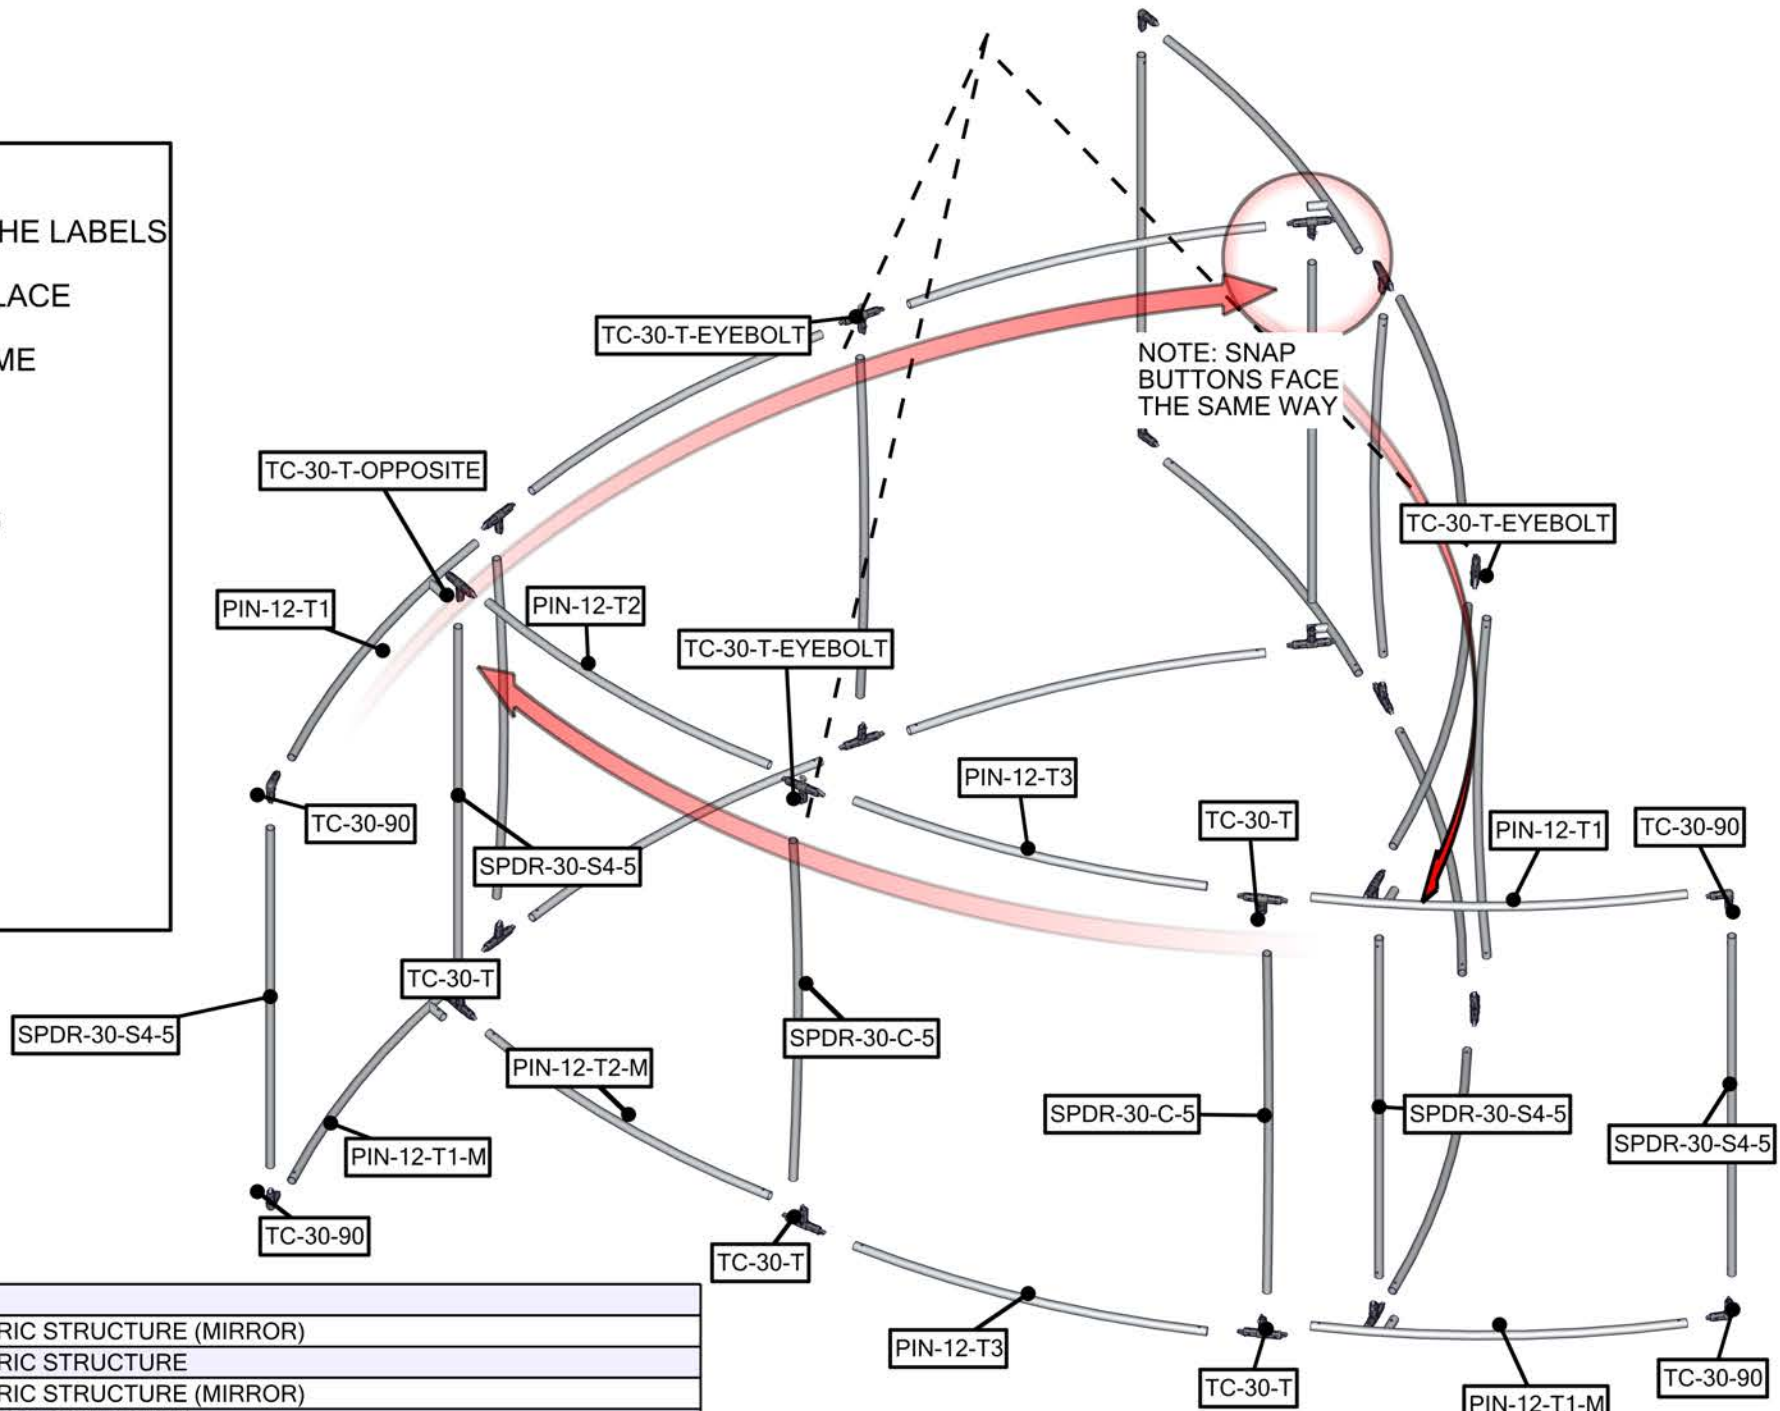 HE LABELS
LACE
ME
TC-30-T-EYEBOLT
NOTE: SNAP
BUTTONS FACE
THE SAME WAY
TC-30-T-OPPOSITE
TC-30-T-EYEBOLT
PIN-12-T1
PIN-12-T2
TC-30-T-EYEBOLT
PIN-12-T3
TC-30-T
PIN-12-T1
TC-30-90
TC-30-90
SPDR-30-S4-5
TC-30-T
SPDR-30-S4-5
SPDR-30-C-5
PIN-12-T2-M
SPDR-30-C-5
SPDR-30-S4-5
SPDR-30-S4-5
PIN-12-T1-M
TC-30-90
TC-30-T
PIN-12-T3
TC-30-T
TC-30-90
PIN-12-T1-M
RIC STRUCTURE (MIRROR)
RIC STRUCTURE
RIC STRUCTURE (MIRROR)